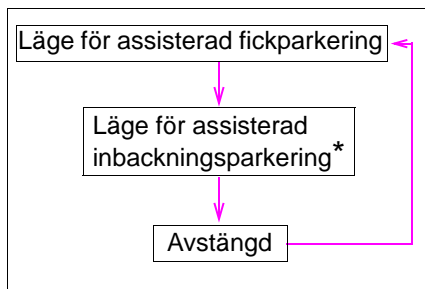 Läge för assisterad fickparkering
Läge för assisterad
inbackningsparkering*
Avstängd